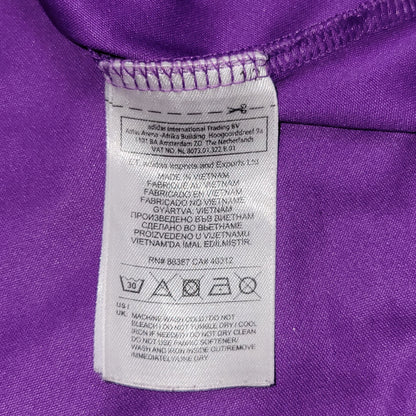 adidas International Trading BV
Atlas Arena -Afrika Building Hoogoorddreef 9a
1101 BA Amsterdam ZO The Netherlands
VAT NO. NL 8073.01.322.B.01
adidas Imports and Exports Ltd
MADE IN VIETNAM
FABRIQUÉ AU VIETNAM
FABRICADO EN VIETNAM
FABRICADO NO VIETNAM
GYÁRTVA: VIETNAM
ПРОИЗВЕДЕНО ВЪВ ВИЕТНАМ
СДЕЛАНО ВО ВЬЕТНАМЕ
PROIZVEDENO U VIJETNAMU
VIETNAM'DA İMAL EDİLMİŞTİR.
RN# 88387 CA# 40312
30
US /
UK: MACHINE WASH COLD / DO NOT
BLEACH / DO NOT TUMBLE DRY / COOL
IRON IF NEEDED / DO NOT DRY CLEAN
DO NOT USE FABRIC SOFTENER /
WASH AND IRON INSIDE OUT / REMOVE
IMMEDIATELY / LINE DRY